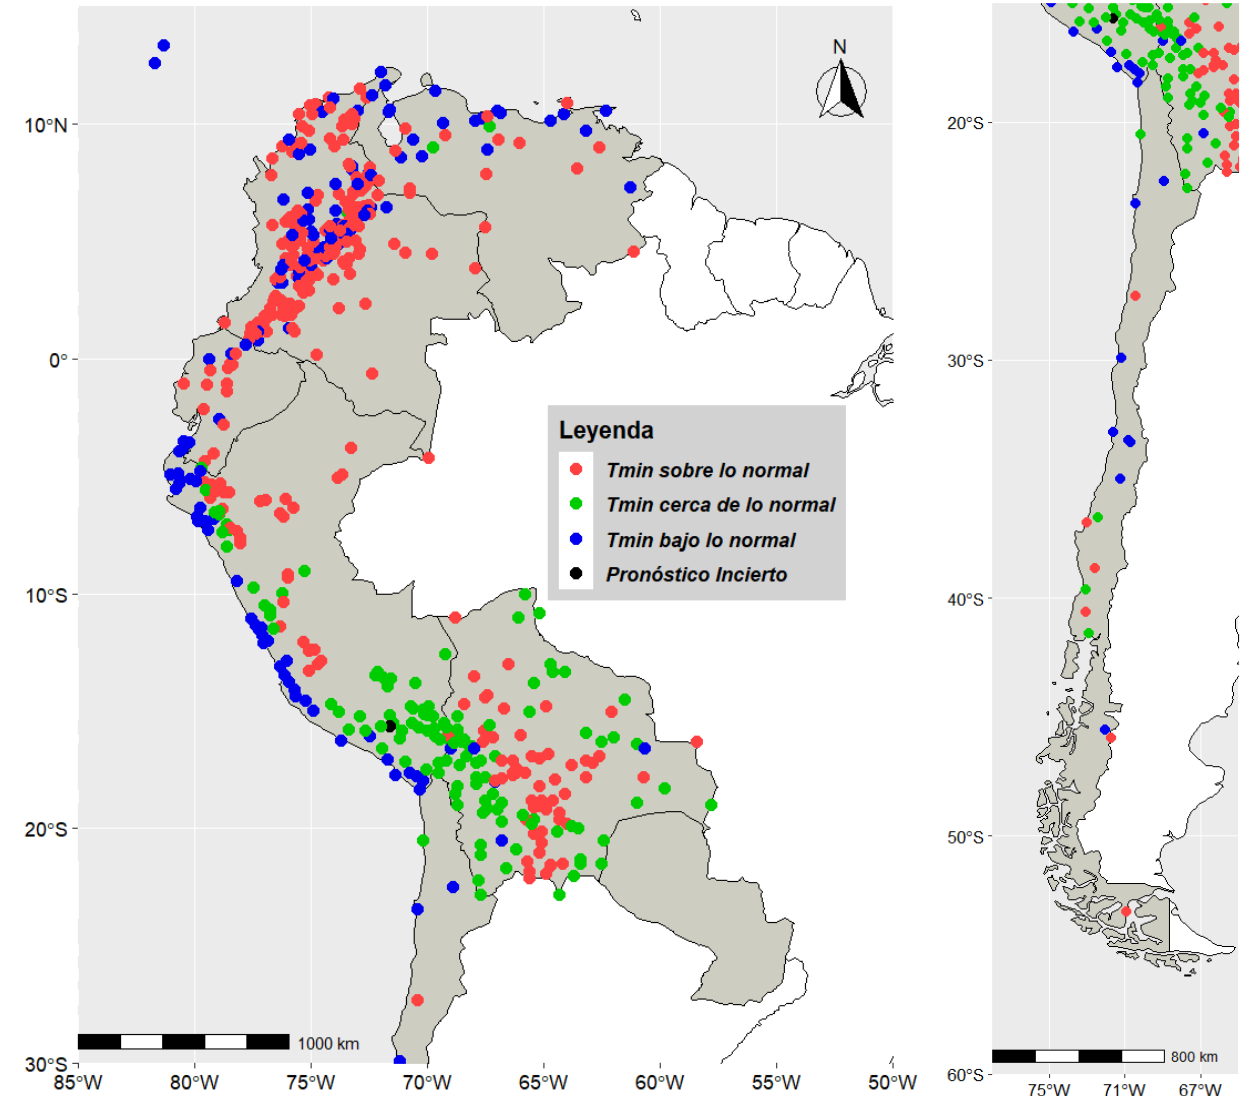 N
10°N
0°
10°S
20°S
30°S
85°W
80°W
75°W
70°W
65°W
60°W
55°W
50°W
1000 km
Leyenda
Tmin sobre lo normal
Tmin cerca de lo normal
Tmin bajo lo normal
Pronóstico Incierto
20°S
30°S
40°S
50°S
60°S
75°W
71°W
67°W
800 km